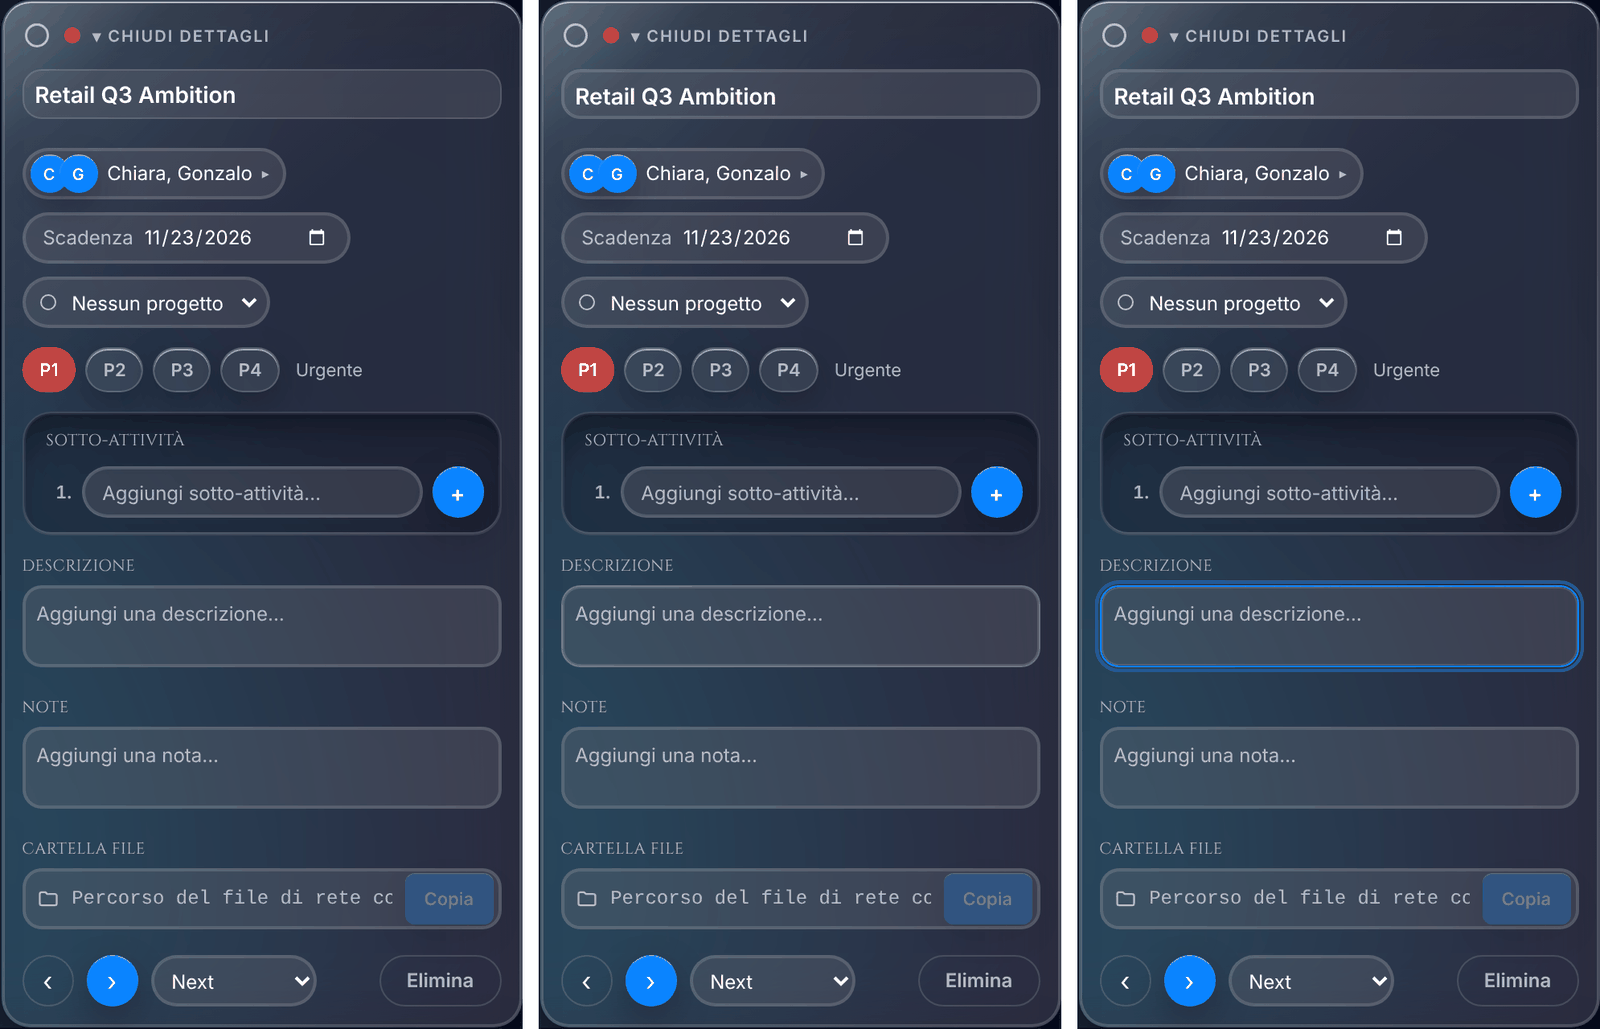 ▾ CHIUDI DETTAGLI
Retail Q3 Ambition
C G Chiara, Gonzalo ▸
Scadenza 11/23/2026
Nessun progetto
P1 P2 P3 P4 Urgente
SOTTO-ATTIVITÀ
1. Aggiungi sotto-attività... +
DESCRIZIONE
Aggiungi una descrizione...
NOTE
Aggiungi una nota...
CARTELLA FILE
Percorso del file di rete cc Copia
‹ › Next Elimina
▾ CHIUDI DETTAGLI
Retail Q3 Ambition
C G Chiara, Gonzalo ▸
Scadenza 11/23/2026
Nessun progetto
P1 P2 P3 P4 Urgente
SOTTO-ATTIVITÀ
1. Aggiungi sotto-attività... +
DESCRIZIONE
Aggiungi una descrizione...
NOTE
Aggiungi una nota...
CARTELLA FILE
Percorso del file di rete cc Copia
‹ › Next Elimina
▾ CHIUDI DETTAGLI
Retail Q3 Ambition
C G Chiara, Gonzalo ▸
Scadenza 11/23/2026
Nessun progetto
P1 P2 P3 P4 Urgente
SOTTO-ATTIVITÀ
1. Aggiungi sotto-attività... +
DESCRIZIONE
Aggiungi una descrizione...
NOTE
Aggiungi una nota...
CARTELLA FILE
Percorso del file di rete cc Copia
‹ › Next Elimina